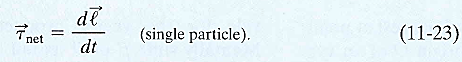 τ⃗net = dℓ⃗/dt (single particle). (11-23)